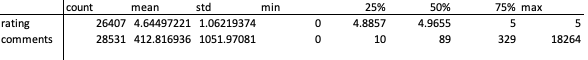 count mean std min 25% 50% 75% max
rating 26407 4.64497221 1.06219374 0 4.8857 4.9655 5 5
comments 28531 412.816936 1051.97081 0 10 89 329 18264